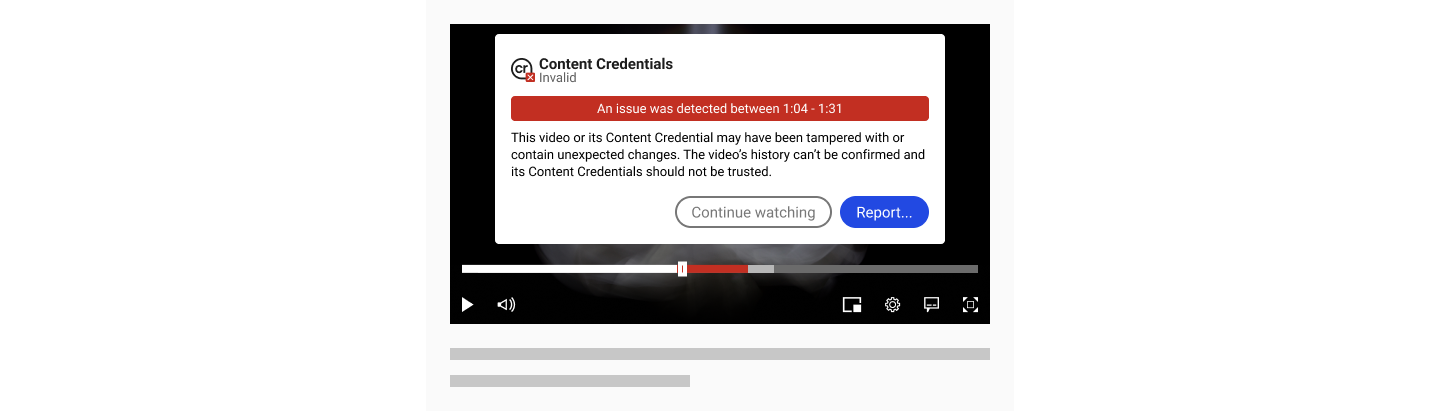 cr
Content Credentials
Invalid
An issue was detected between 1:04 - 1:31
This video or its Content Credential may have been tampered with or
contain unexpected changes. The video’s history can’t be confirmed and
its Content Credentials should not be trusted.
Continue watching
Report...